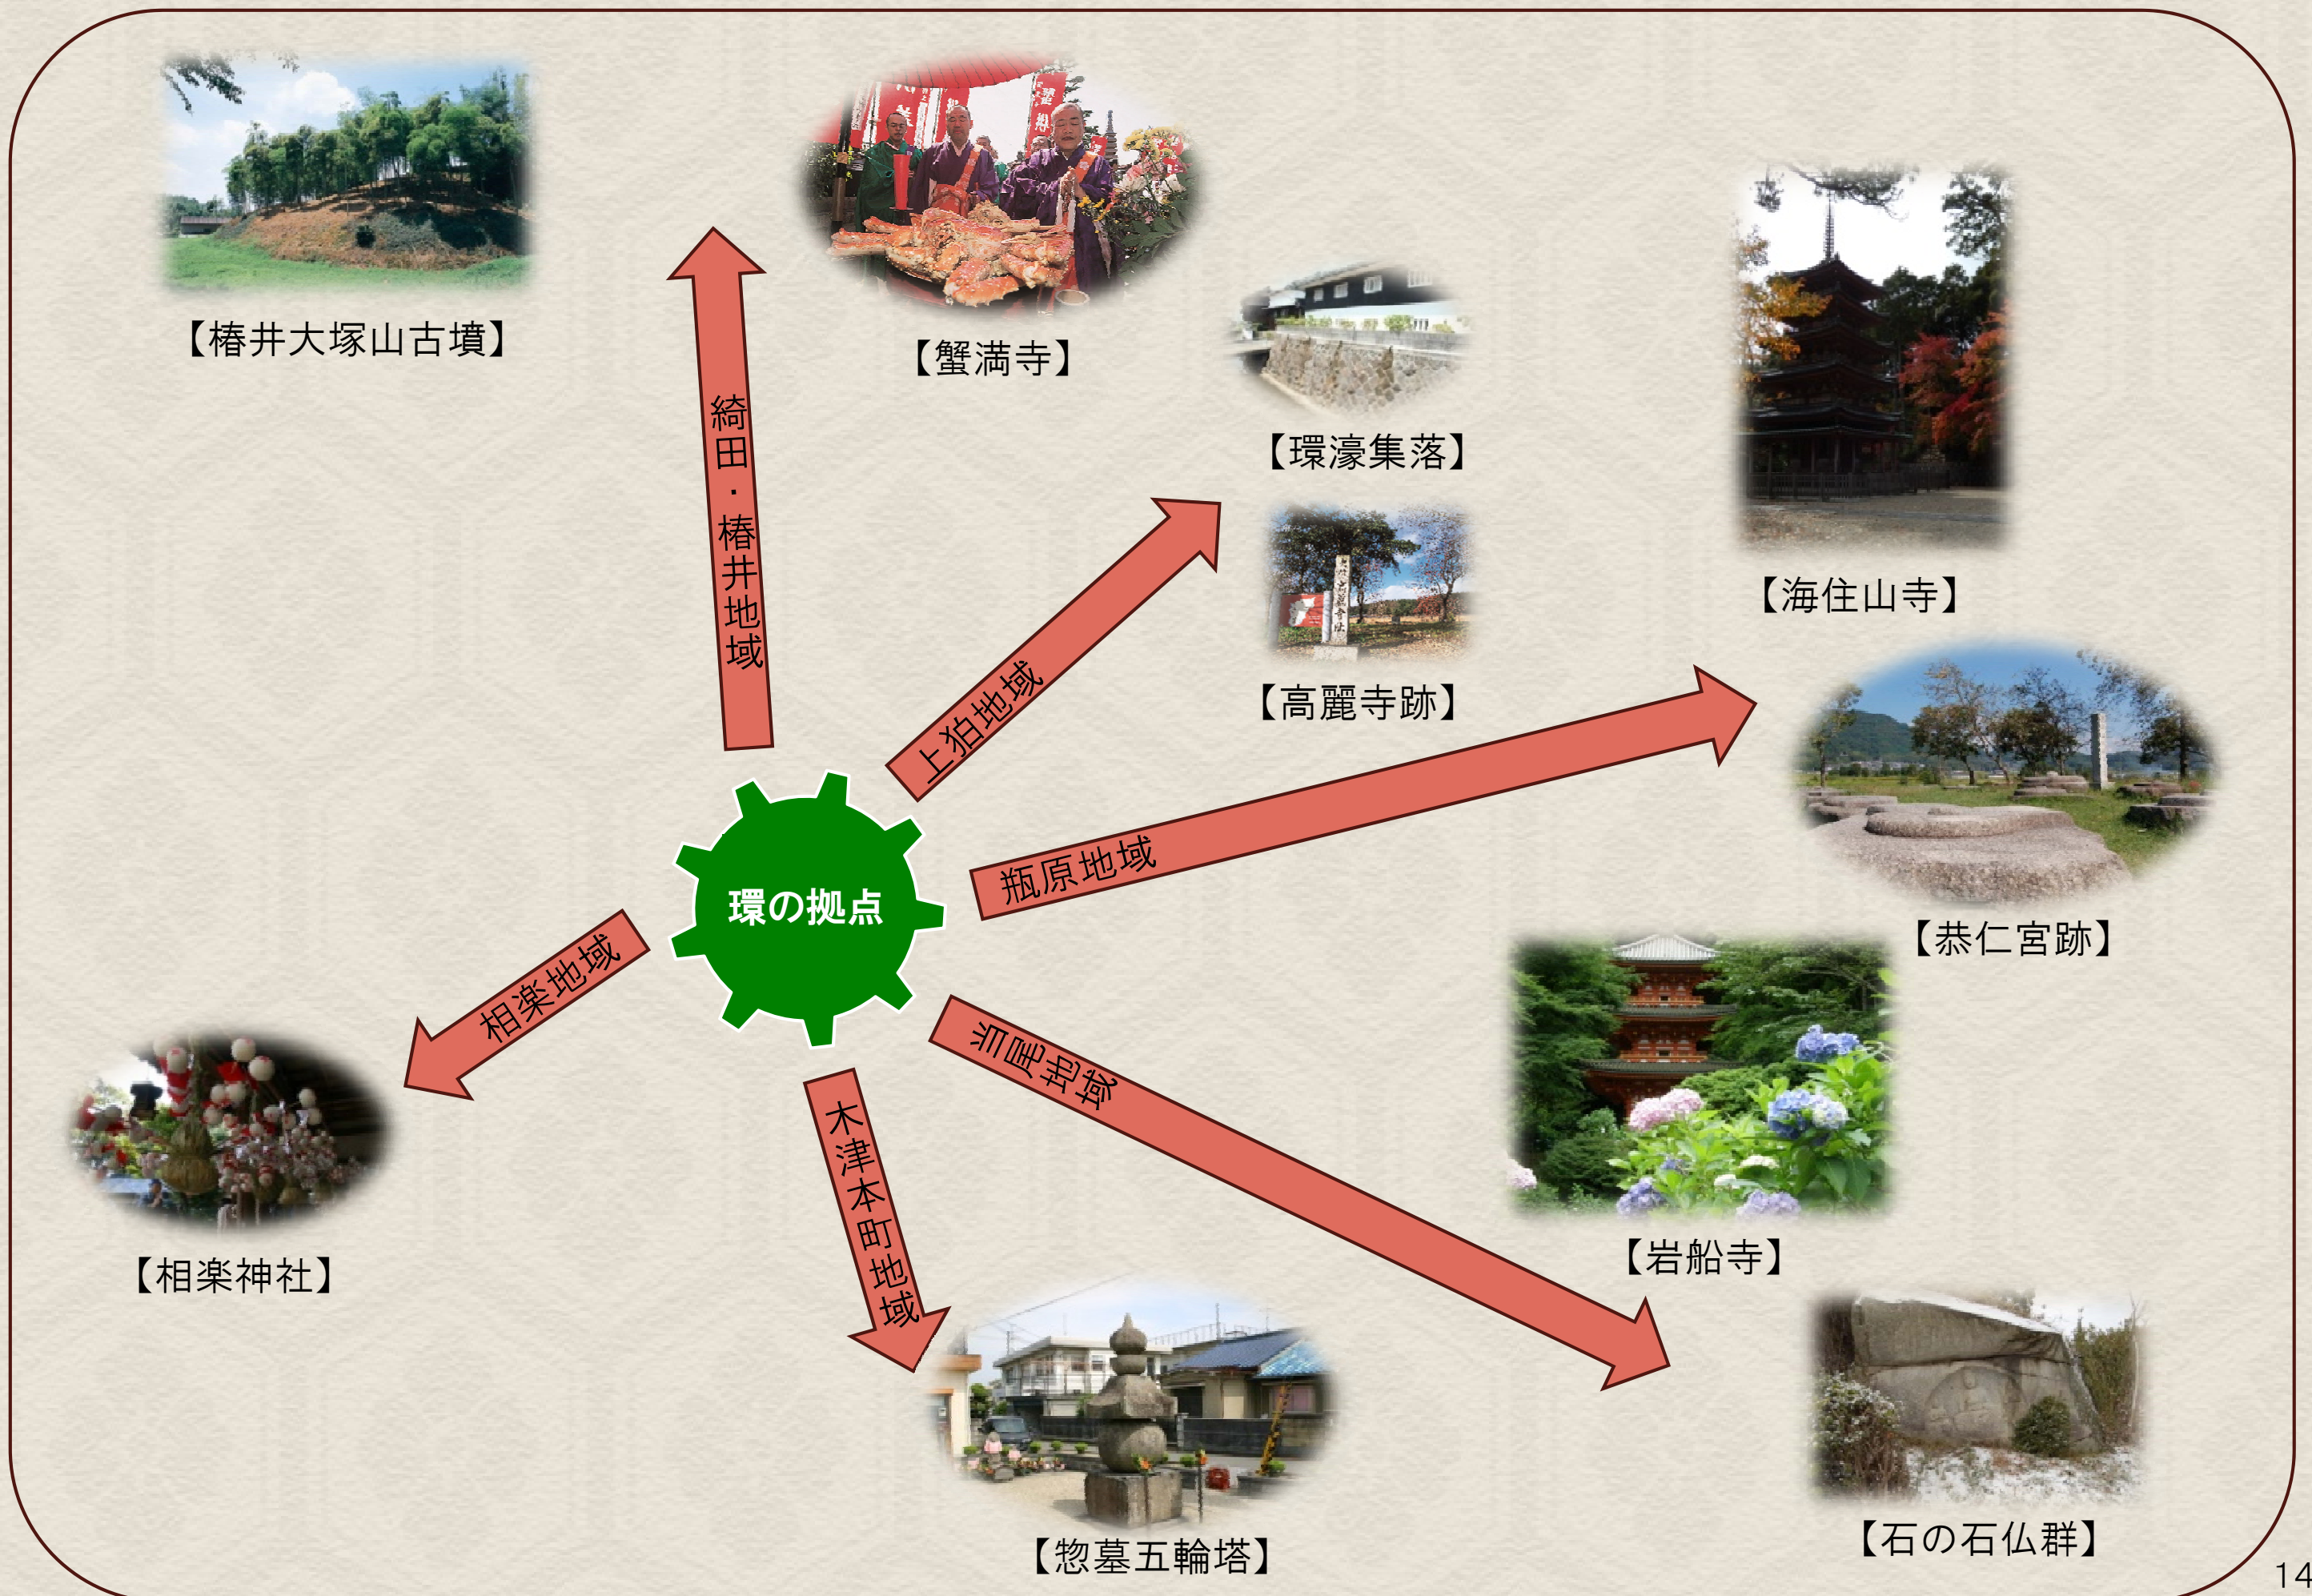 【椿井大塚山古墳】
【蟹満寺】
【環濠集落】
【高麗寺跡】
【海住山寺】
【恭仁宮跡】
綺田・椿井地域
上狛地域
瓶原地域
環の拠点
相楽地域
当尾地域
木津本町地域
【相楽神社】
【岩船寺】
【惣墓五輪塔】
【石の石仏群】
14